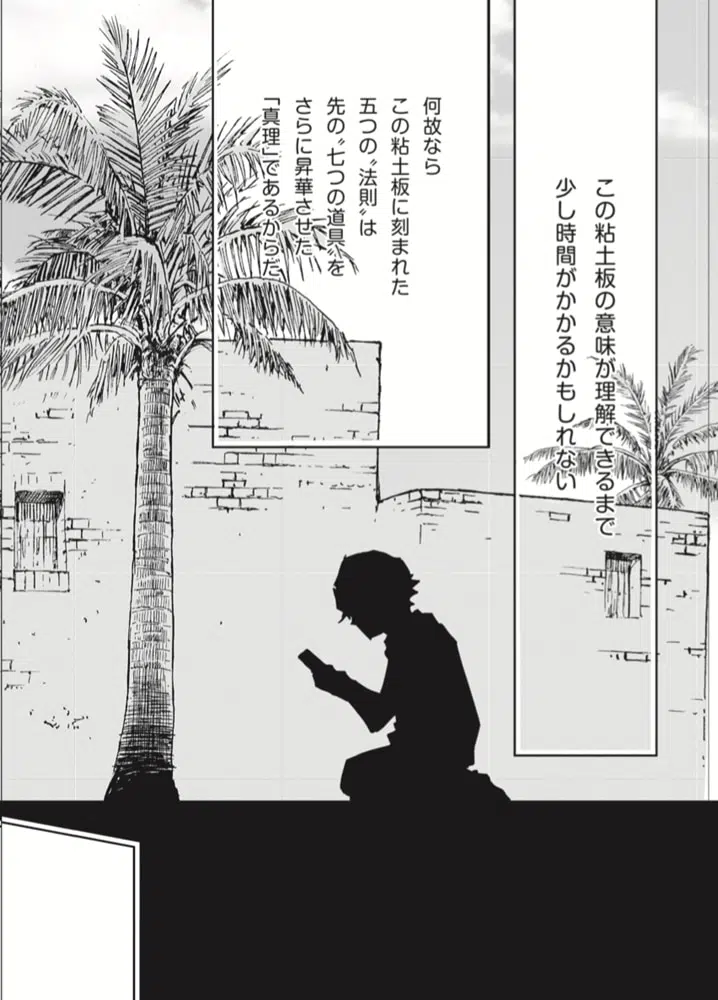 この粘土板の意味が理解できるまで
少し時間がかかるかもしれない
何故なら
この粘土板に刻まれた
五つの〝法則〟は
先の〝七つの道具〟を
さらに昇華させた
「真理」であるからだ